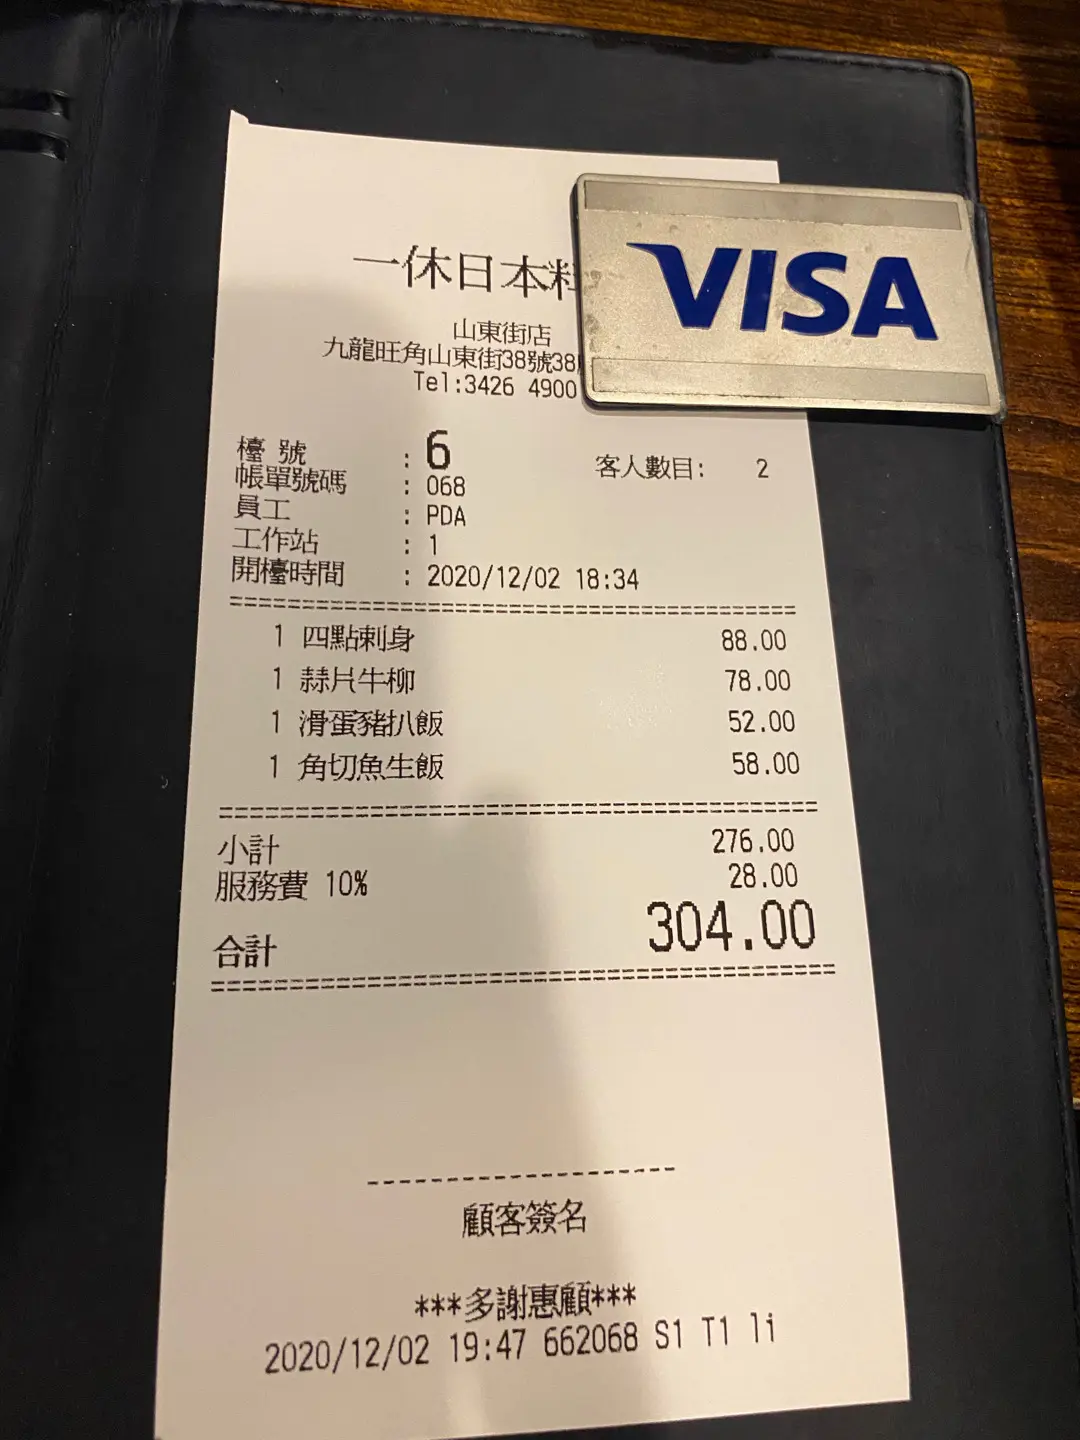 一休日本料
VISA
山東街店
九龍旺角山東街38號38
Tel:3426 4900
檯號 : 6 客人數目: 2
帳單號碼 : 068
員工 : PDA
工作站 : 1
開檯時間 : 2020/12/02 18:34
1 四點刺身 88.00
1 蒜片牛柳 78.00
1 滑蛋豬扒飯 52.00
1 角切魚生飯 58.00
小計 276.00
服務費 10% 28.00
合計 304.00
顧客簽名
***多謝惠顧***
2020/12/02 19:47 662068 S1 T1 li